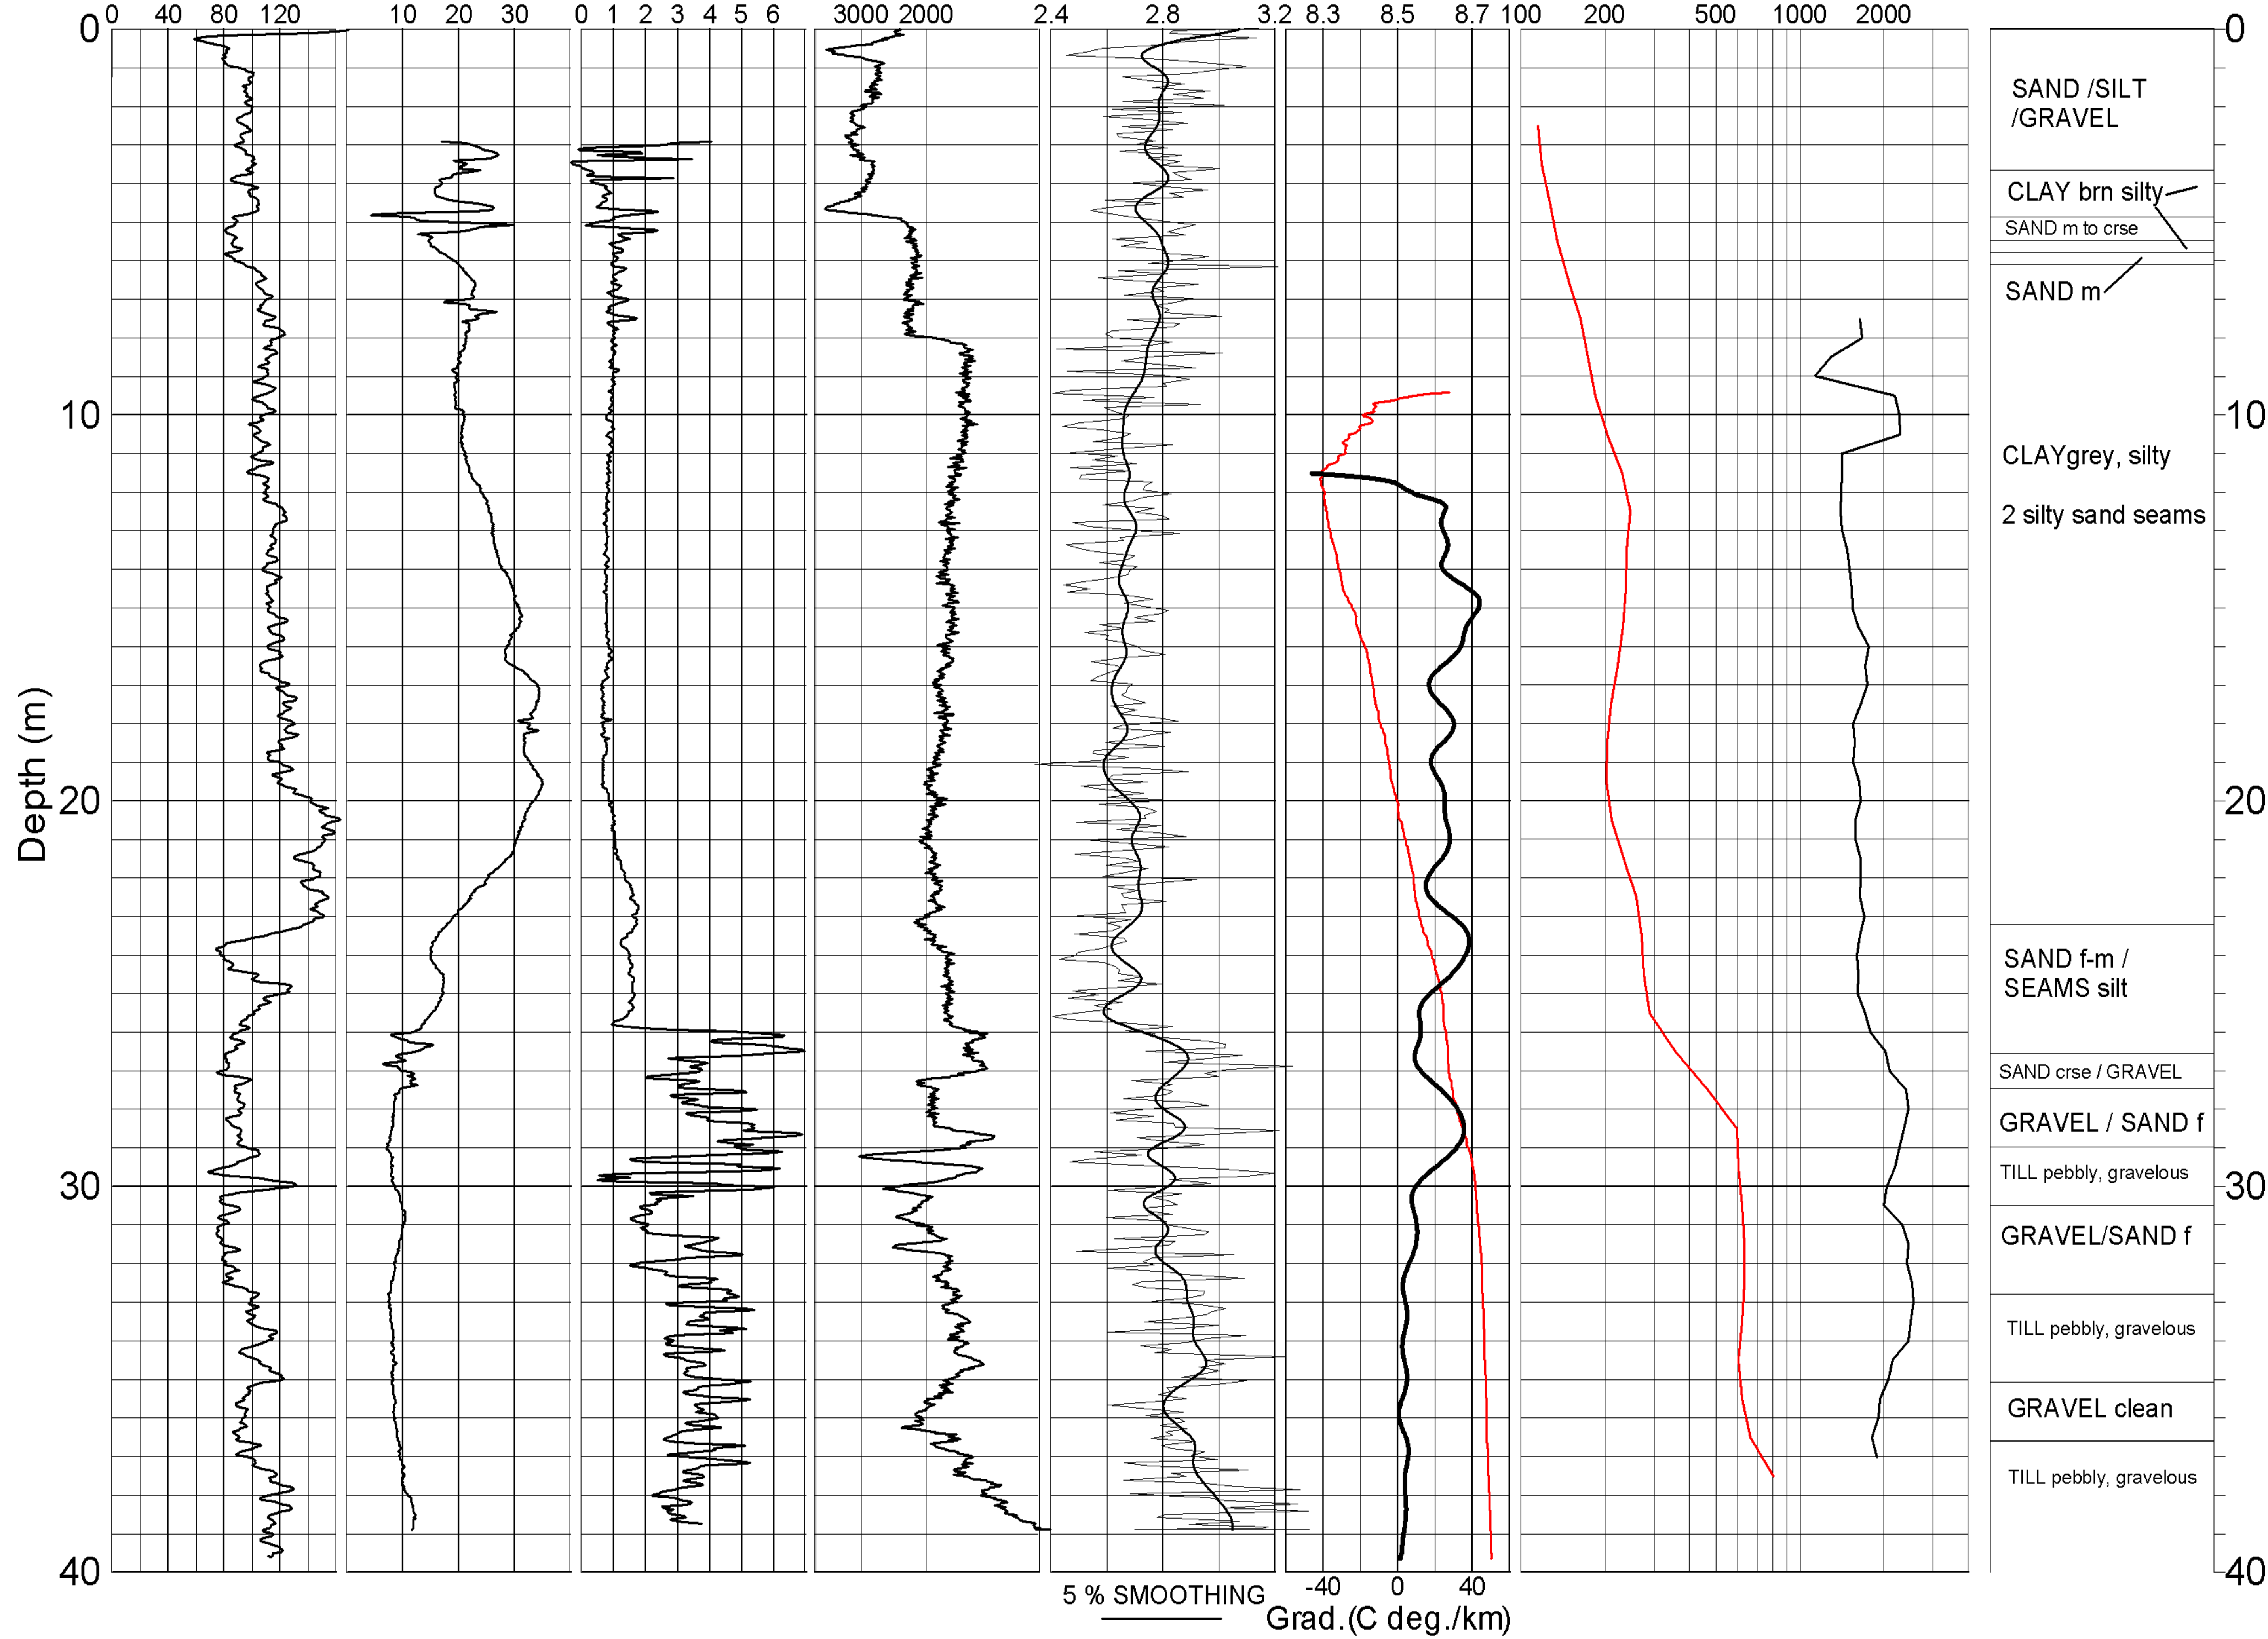 0 40 80 120 10 20 30 0 1 2 3 4 5 6 3000 2000 2.4 2.8 3.2 8.3 8.5 8.7 100 200 500 1000 2000
0 0
SAND /SILT
/GRAVEL
CLAY brn silty
SAND m to crse
SAND m
10 10
CLAYgrey, silty
2 silty sand seams
Depth (m)
20 20
SAND f-m /
SEAMS silt
SAND crse / GRAVEL
GRAVEL / SAND f
TILL pebbly, gravelous
30 30
GRAVEL/SAND f
TILL pebbly, gravelous
GRAVEL clean
TILL pebbly, gravelous
40 40
-40 0 40
5 % SMOOTHING
Grad.(C deg./km)